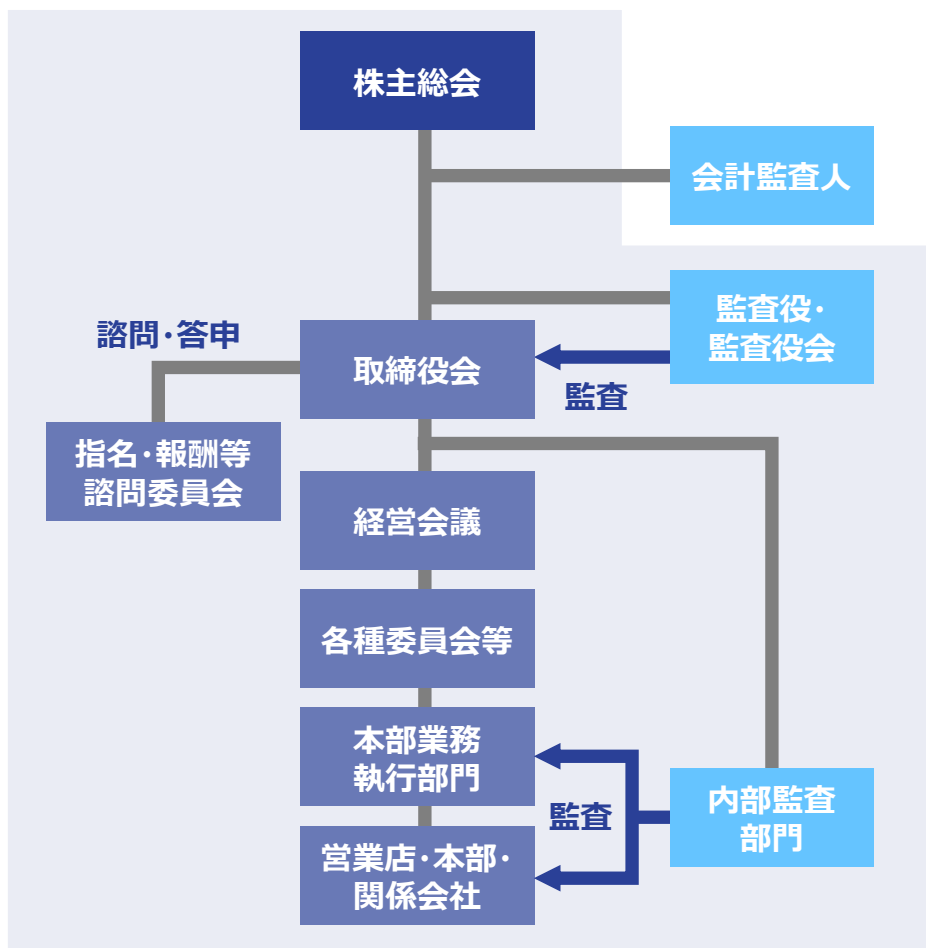 株主総会
会計監査人
監査役・
監査役会
諮問・答申
取締役会
監査
指名・報酬等
諮問委員会
経営会議
各種委員会等
本部業務
執行部門
内部監査
部門
監査
営業店・本部・
関係会社